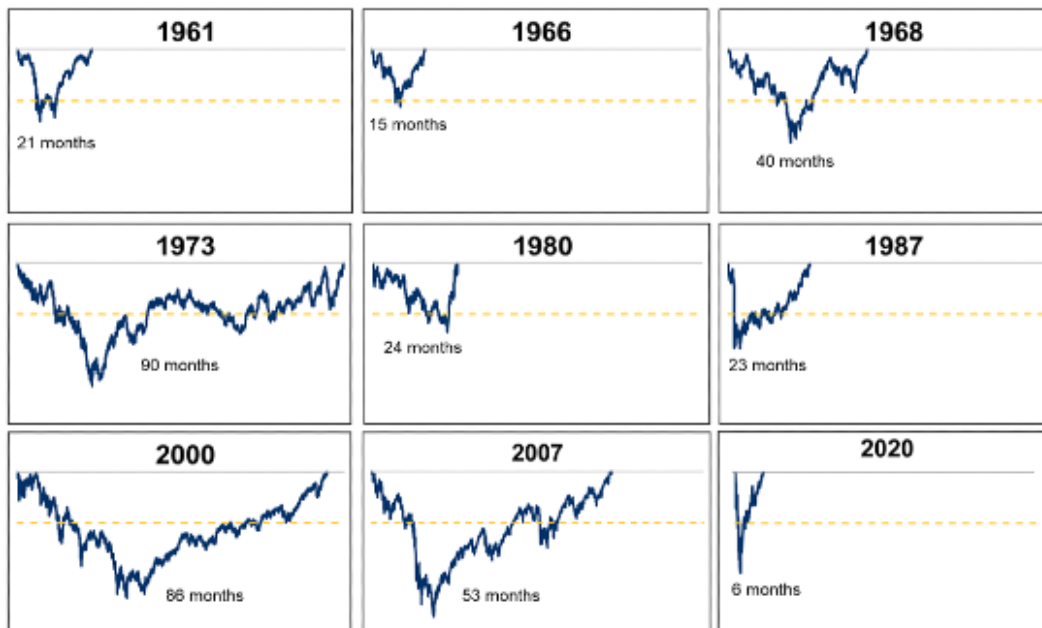 1961
21 months
1966
15 months
1968
40 months
1973
90 months
1980
24 months
1987
23 months
2000
86 months
2007
53 months
2020
6 months